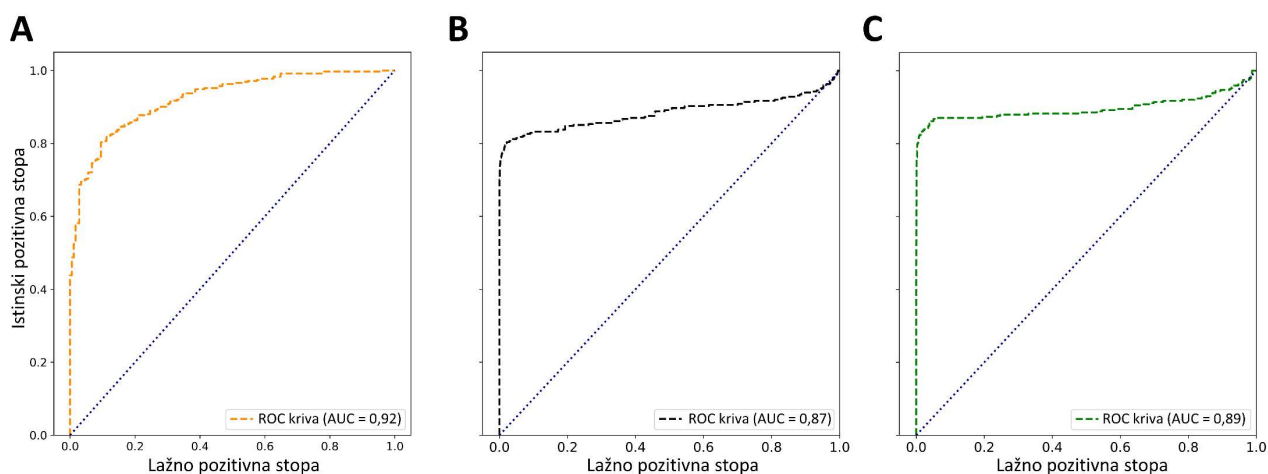 A
B
C
Istinski pozitivna stopa
1.0
0.8
0.6
0.4
0.2
0.0
ROC kriva (AUC = 0,92)
0.0 0.2 0.4 0.6 0.8 1.0
Lažno pozitivna stopa
ROC kriva (AUC = 0,87)
0.0 0.2 0.4 0.6 0.8 1.0
Lažno pozitivna stopa
ROC kriva (AUC = 0,89)
0.0 0.2 0.4 0.6 0.8 1.0
Lažno pozitivna stopa